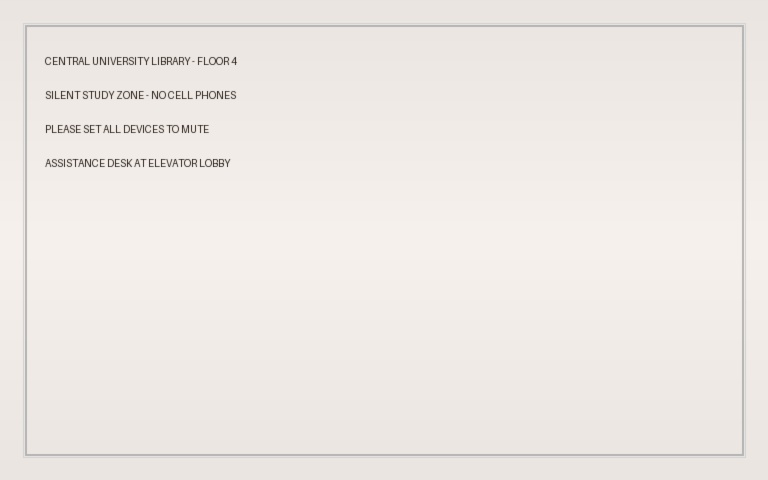 CENTRAL UNIVERSITY LIBRARY - FLOOR 4
SILENT STUDY ZONE - NO CELL PHONES
PLEASE SET ALL DEVICES TO MUTE
ASSISTANCE DESK AT ELEVATOR LOBBY